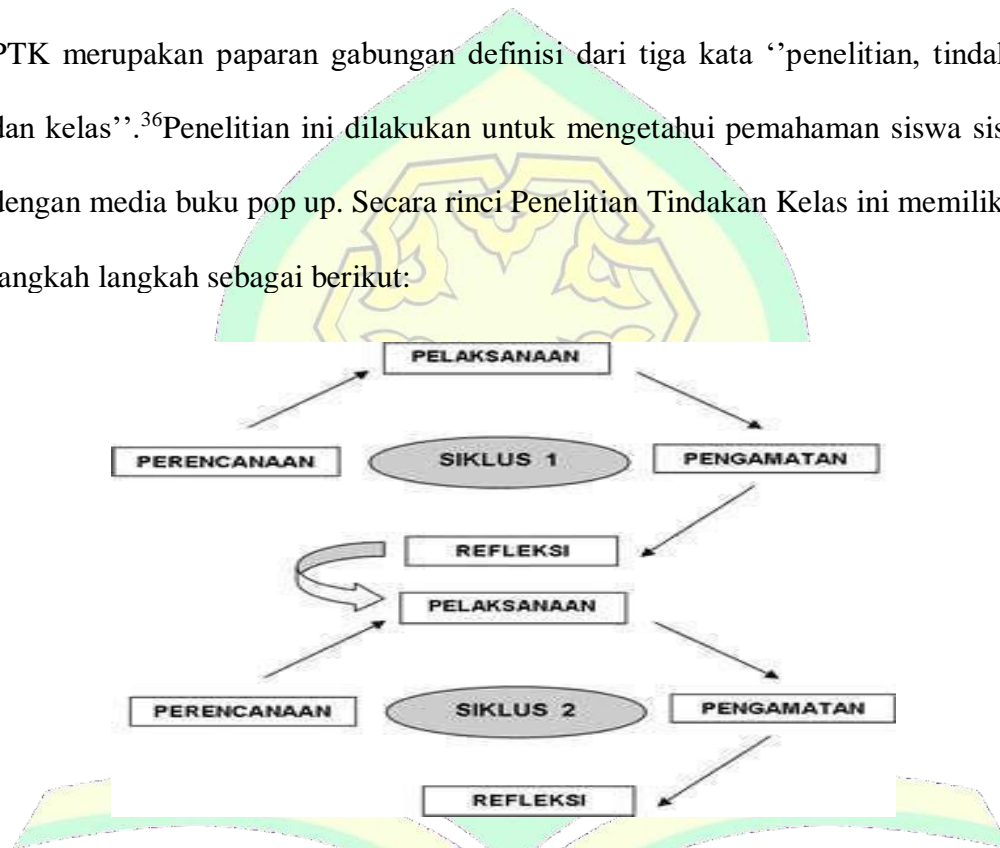 PTK merupakan paparan gabungan definisi dari tiga kata ‘’penelitian, tindak
dan kelas’’.³⁶Penelitian ini dilakukan untuk mengetahui pemahaman siswa sis
dengan media buku pop up. Secara rinci Penelitian Tindakan Kelas ini memilik
langkah langkah sebagai berikut:
PELAKSANAAN
PERENCANAAN SIKLUS 1 PENGAMATAN
REFLEKSI
PELAKSANAAN
PERENCANAAN SIKLUS 2 PENGAMATAN
REFLEKSI